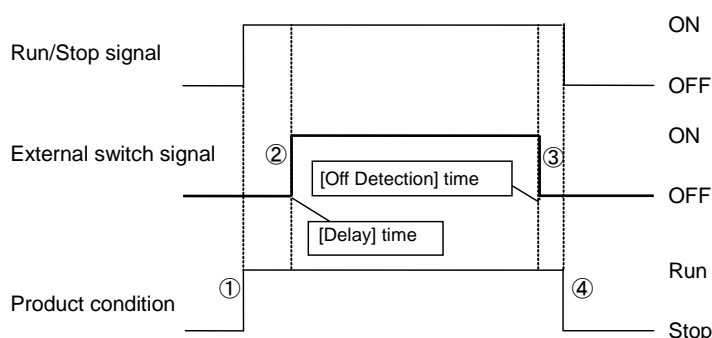 ON
Run/Stop signal
OFF
ON
External switch signal
②
③
[Off Detection] time
OFF
[Delay] time
Run
①
④
Product condition
Stop